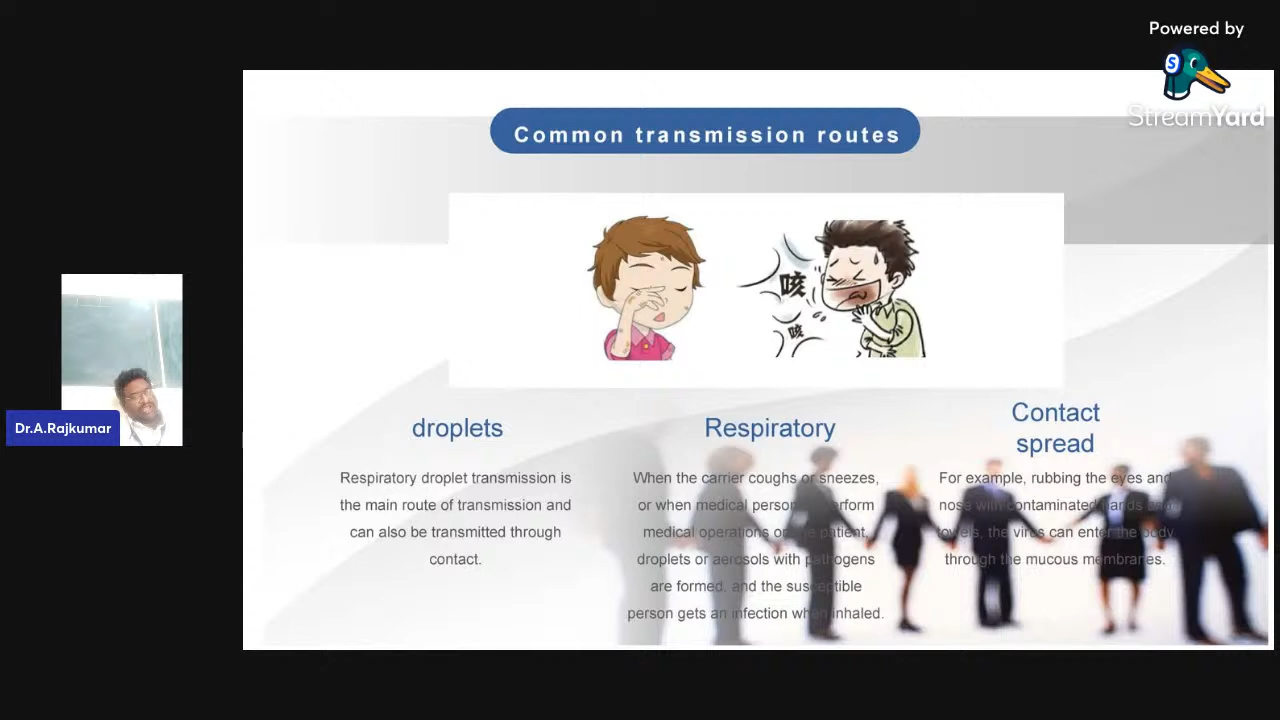 Powered by
S
StreamYard
Common transmission routes
咳
咳
droplets
Respiratory droplet transmission is
the main route of transmission and
can also be transmitted through
contact.
Respiratory
When the carrier coughs or sneezes,
or when medical perform
medical operations on the patient,
droplets or aerosols with pathogens
are formed. and the susceptible
person gets an infection when inhaled.
Contact
spread
For example, rubbing the eyes and
nose with contaminated hands and
towels, the virus can enter the body
through the mucous membranes.
Dr.A.Rajkumar